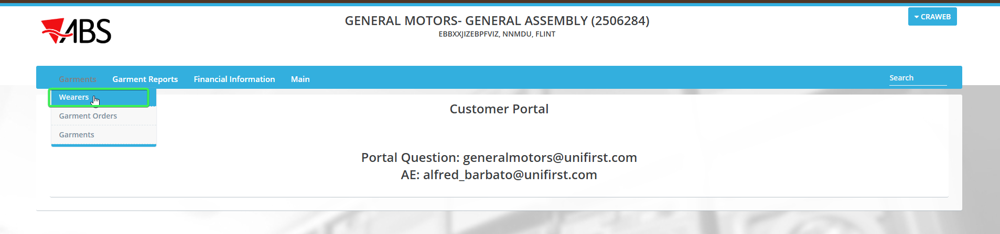 ABS
GENERAL MOTORS- GENERAL ASSEMBLY (2506284)
EBBXXJIZEBPFVIZ, NNMDU, FLINT
CRAWEB
Garments Garment Reports Financial Information Main Search
Wearers
Garment Orders
Garments
Customer Portal
Portal Question: generalmotors@unifirst.com
AE: alfred_barbato@unifirst.com